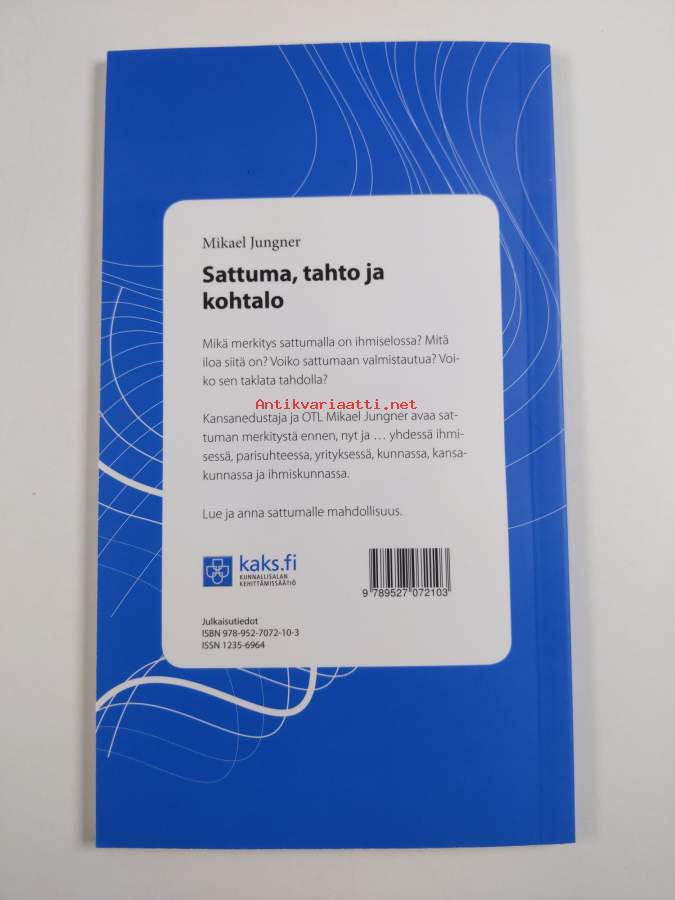 Mikael Jungner
Sattuma, tahto ja
kohtalo
Mikä merkitys sattumalla on ihmiselossa? Mitä
iloa siitä on? Voiko sattumaan valmistautua? Voi-
ko sen taklata tahdolla?
Antikvariaatti.net
Kansanedustaja ja OTL Mikael Jungner avaa sat-
tuman merkitystä ennen, nyt ja … yhdessä ihmi-
sessä, parisuhteessa, yrityksessä, kunnassa, kansa-
kunnassa ja ihmiskunnassa.
Lue ja anna sattumalle mahdollisuus.
kaks.fi
KUNNALLISALAN
KEHITTÄMISSÄÄTIÖ
9 789527 072103
Julkaisutiedot
ISBN 978-952-7072-10-3
ISSN 1235-6964